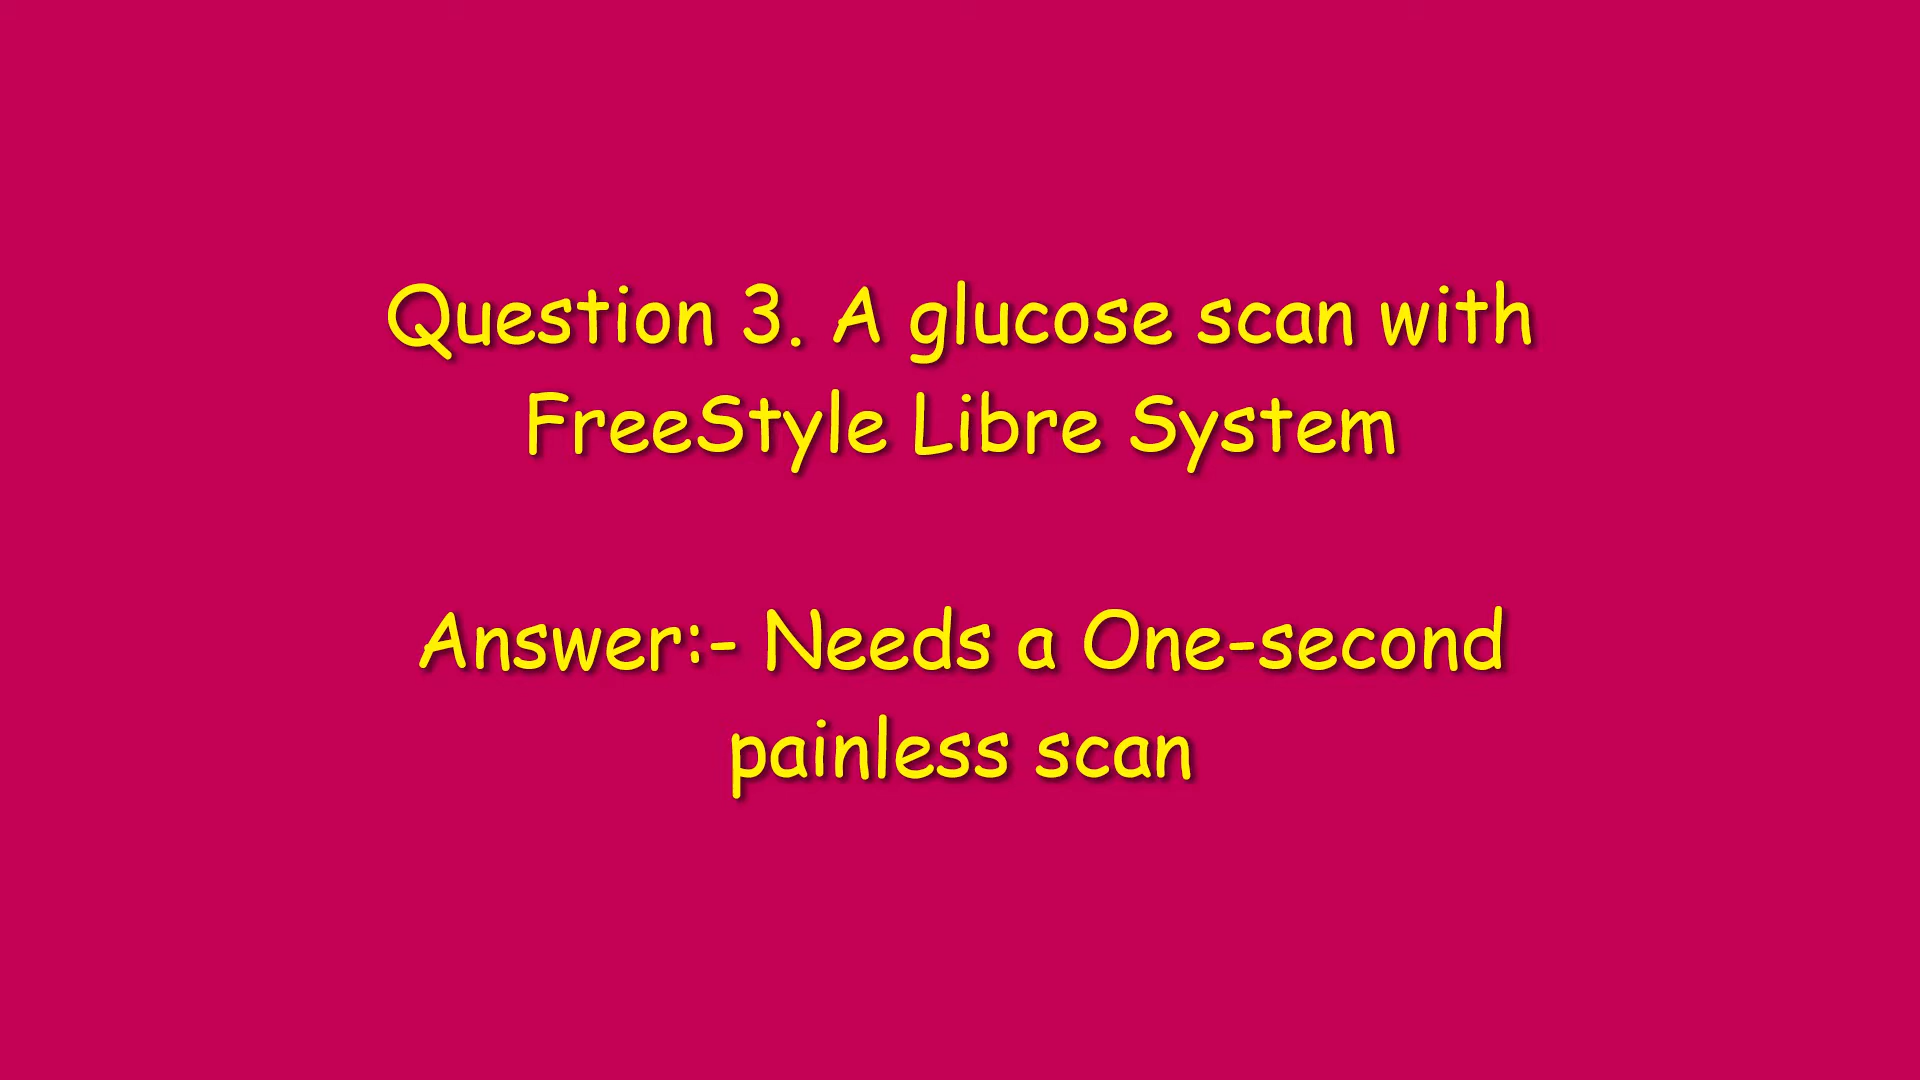 Question 3. A glucose scan with
FreeStyle Libre System
Answer:- Needs a One-second
painless scan